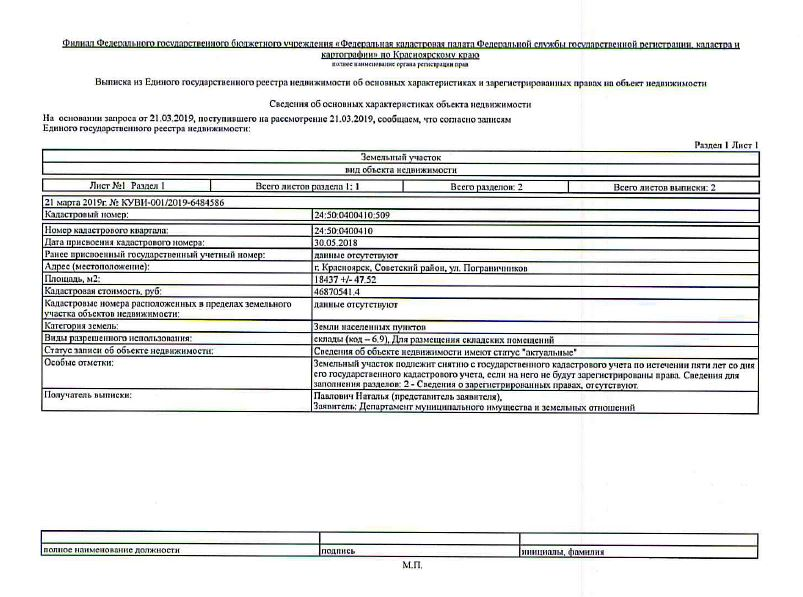 Филиал Федерального государственного бюджетного учреждения «Федеральная кадастровая палата Федеральной службы государственной регистрации, кадастра и
картографии» по Красноярскому краю
полное наименование органа регистрации прав
Выписка из Единого государственного реестра недвижимости об основных характеристиках и зарегистрированных правах на объект недвижимости
Сведения об основных характеристиках объекта недвижимости
На основании запроса от 21.03.2019, поступившего на рассмотрение 21.03.2019, сообщаем, что согласно записям
Единого государственного реестра недвижимости:
Раздел 1 Лист 1
Земельный участок
вид объекта недвижимости
Лист №1 Раздел 1 Всего листов раздела 1: 1 Всего разделов: 2 Всего листов выписки: 2
21 марта 2019г. № КУВИ-001/2019-6484586
Кадастровый номер: 24:50:0400410:509
Номер кадастрового квартала: 24:50:0400410
Дата присвоения кадастрового номера: 30.05.2018
Ранее присвоенный государственный учетный номер: данные отсутствуют
Адрес (местоположение): г. Красноярск, Советский район, ул. Пограничников
Площадь, м2: 18437 +/- 47.52
Кадастровая стоимость, руб: 46870541.4
Кадастровые номера расположенных в пределах земельного данные отсутствуют
участка объектов недвижимости:
Категория земель: Земли населенных пунктов
Виды разрешенного использования: склады (код – 6.9), Для размещения складских помещений
Статус записи об объекте недвижимости: Сведения об объекте недвижимости имеют статус "актуальные"
Особые отметки: Земельный участок подлежит снятию с государственного кадастрового учета по истечении пяти лет со дня
его государственного кадастрового учета, если на него не будут зарегистрированы права. Сведения для
заполнения разделов: 2 - Сведения о зарегистрированных правах, отсутствуют.
Получатель выписки: Павлович Наталья (представитель заявителя),
Заявитель: Департамент муниципального имущества и земельных отношений
полное наименование должности подпись инициалы, фамилия
М.П.